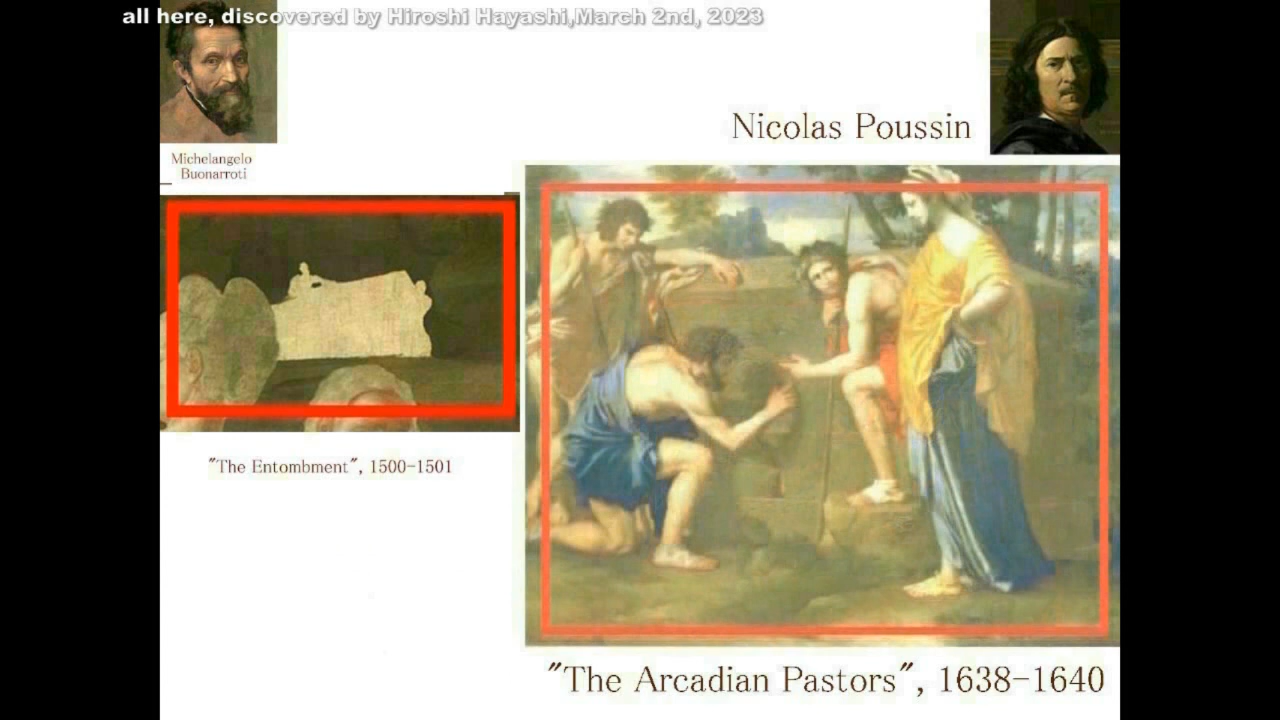 all here, discovered by Hiroshi Hayashi,March 2nd, 2023
Nicolas Poussin
Michelangelo
Buonarroti
"The Entombment", 1500-1501
"The Arcadian Pastors", 1638-1640